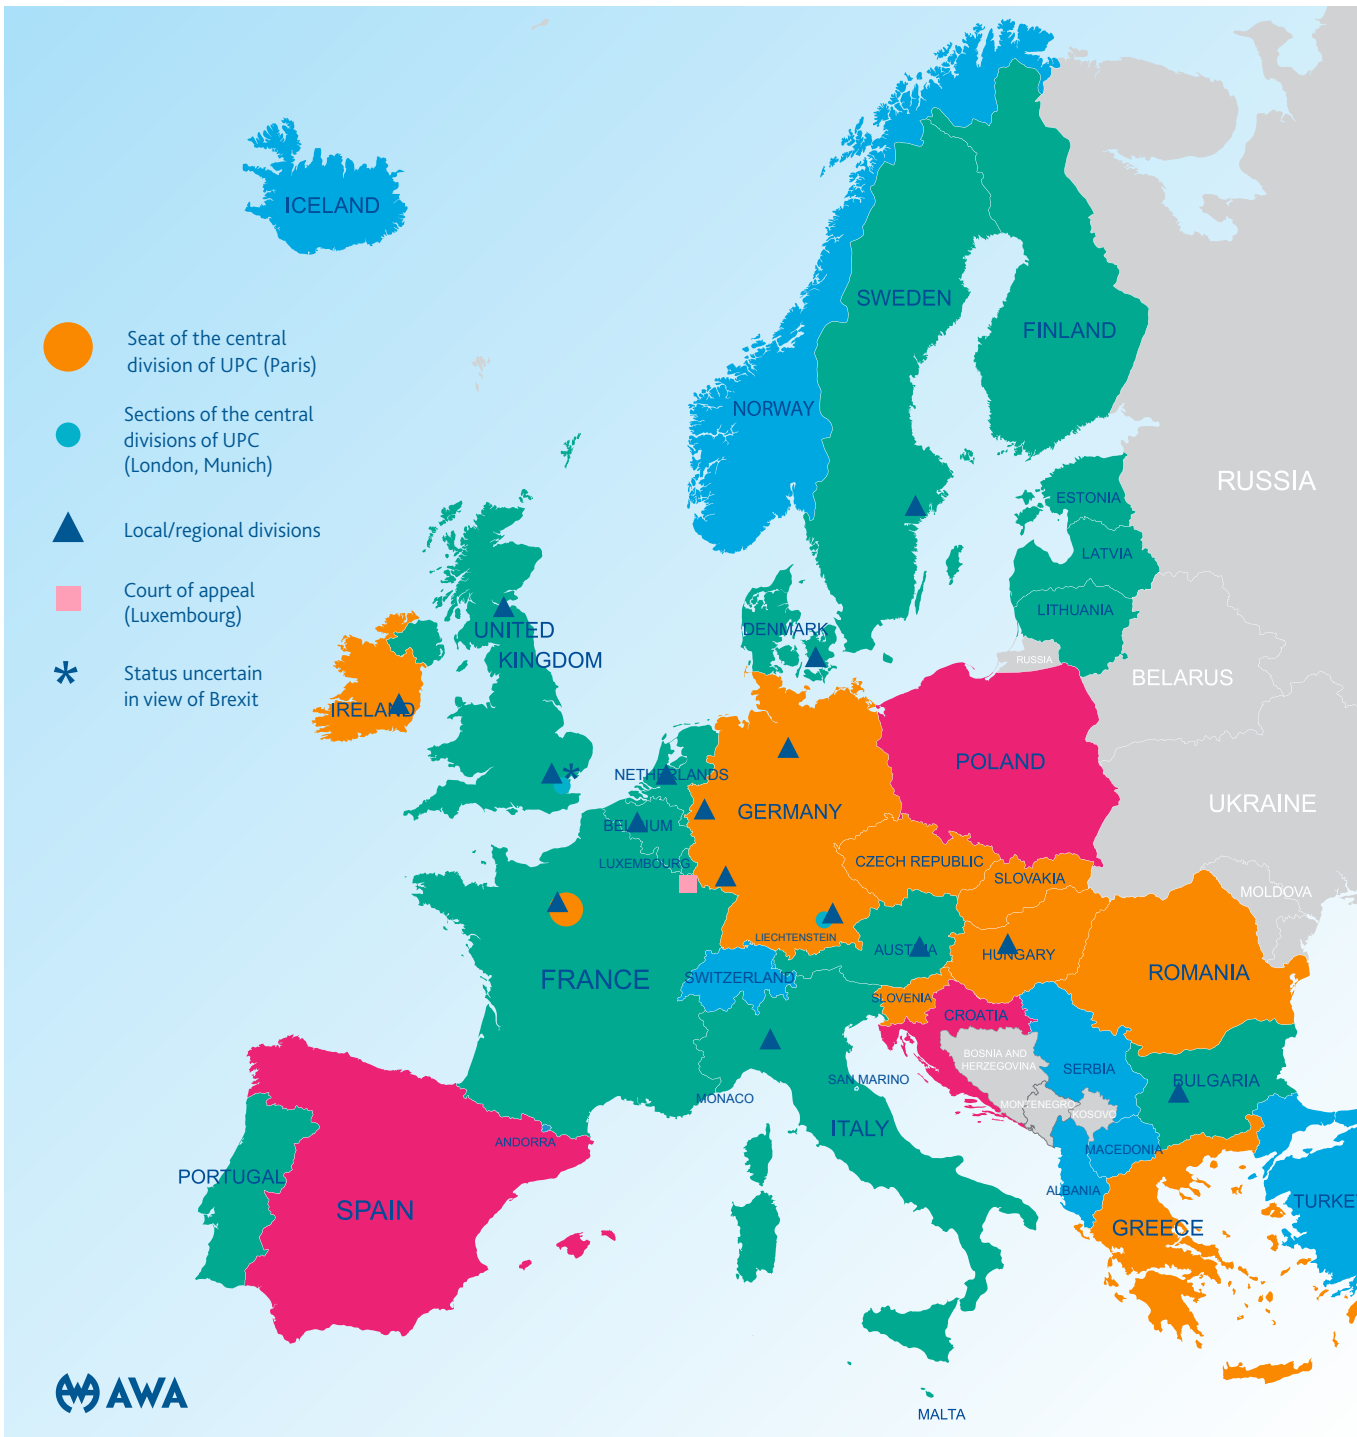 ICELAND
SWEDEN
FINLAND
Seat of the central
division of UPC (Paris)
NORWAY
Sections of the central
divisions of UPC
(London, Munich)
RUSSIA
ESTONIA
Local/regional divisions
LATVIA
Court of appeal
(Luxembourg)
LITHUANIA
UNITED
KINGDOM
DENMARK
RUSSIA
BELARUS
Status uncertain
in view of Brexit
*
IRELAND
POLAND
*
NETHERLANDS
GERMANY
UKRAINE
BELGIUM
LUXEMBOURG
CZECH REPUBLIC
SLOVAKIA
MOLDOVA
LIECHTENSTEIN
AUSTRIA
HUNGARY
FRANCE
SWITZERLAND
ROMANIA
SLOVENIA
CROATIA
BOSNIA AND
HERZEGOVINA
SERBIA
SAN MARINO
BULGARIA
MONACO
MONTENEGRO
KOSOVO
ITALY
ANDORRA
MACEDONIA
PORTUGAL
ALBANIA
SPAIN
TURKE
GREECE
AWA
MALTA